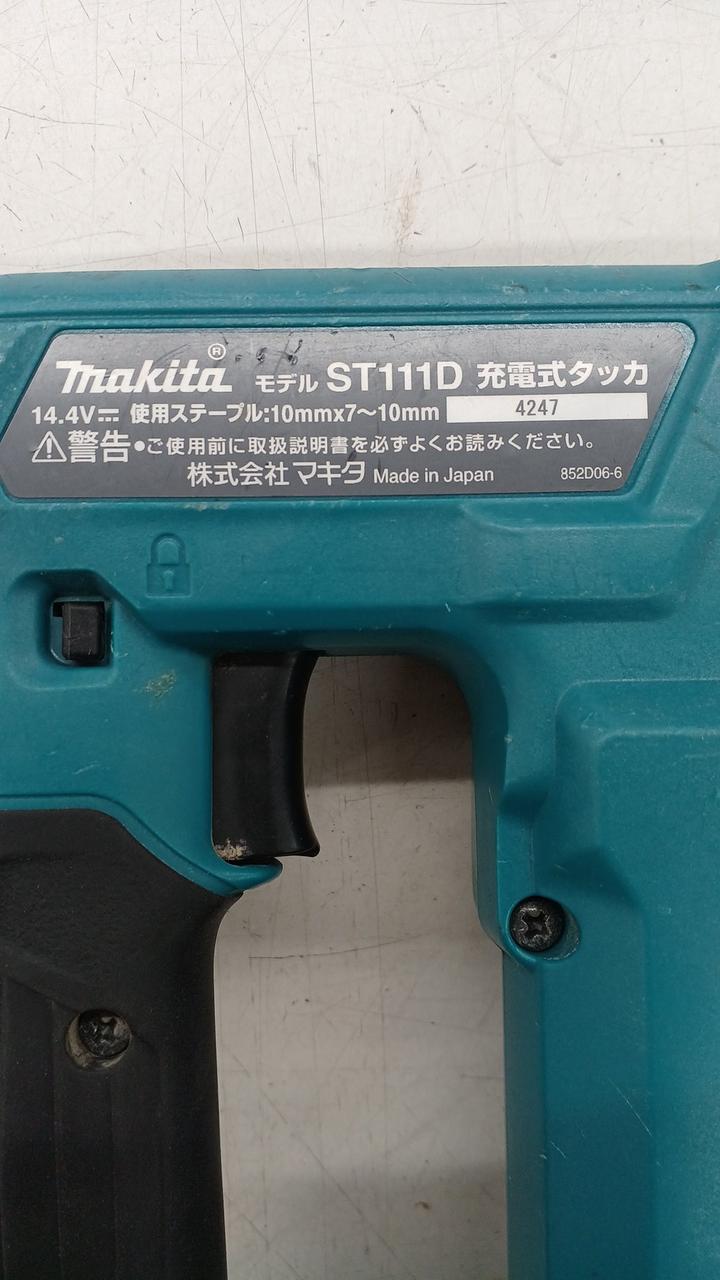 makita® モデル ST111D 充電式タッカ
14.4V⎓ 使用ステープル:10mmx7～10mm 4247
⚠警告●ご使用前に取扱説明書を必ずよくお読みください。
株式会社マキタ Made in Japan 852D06-6